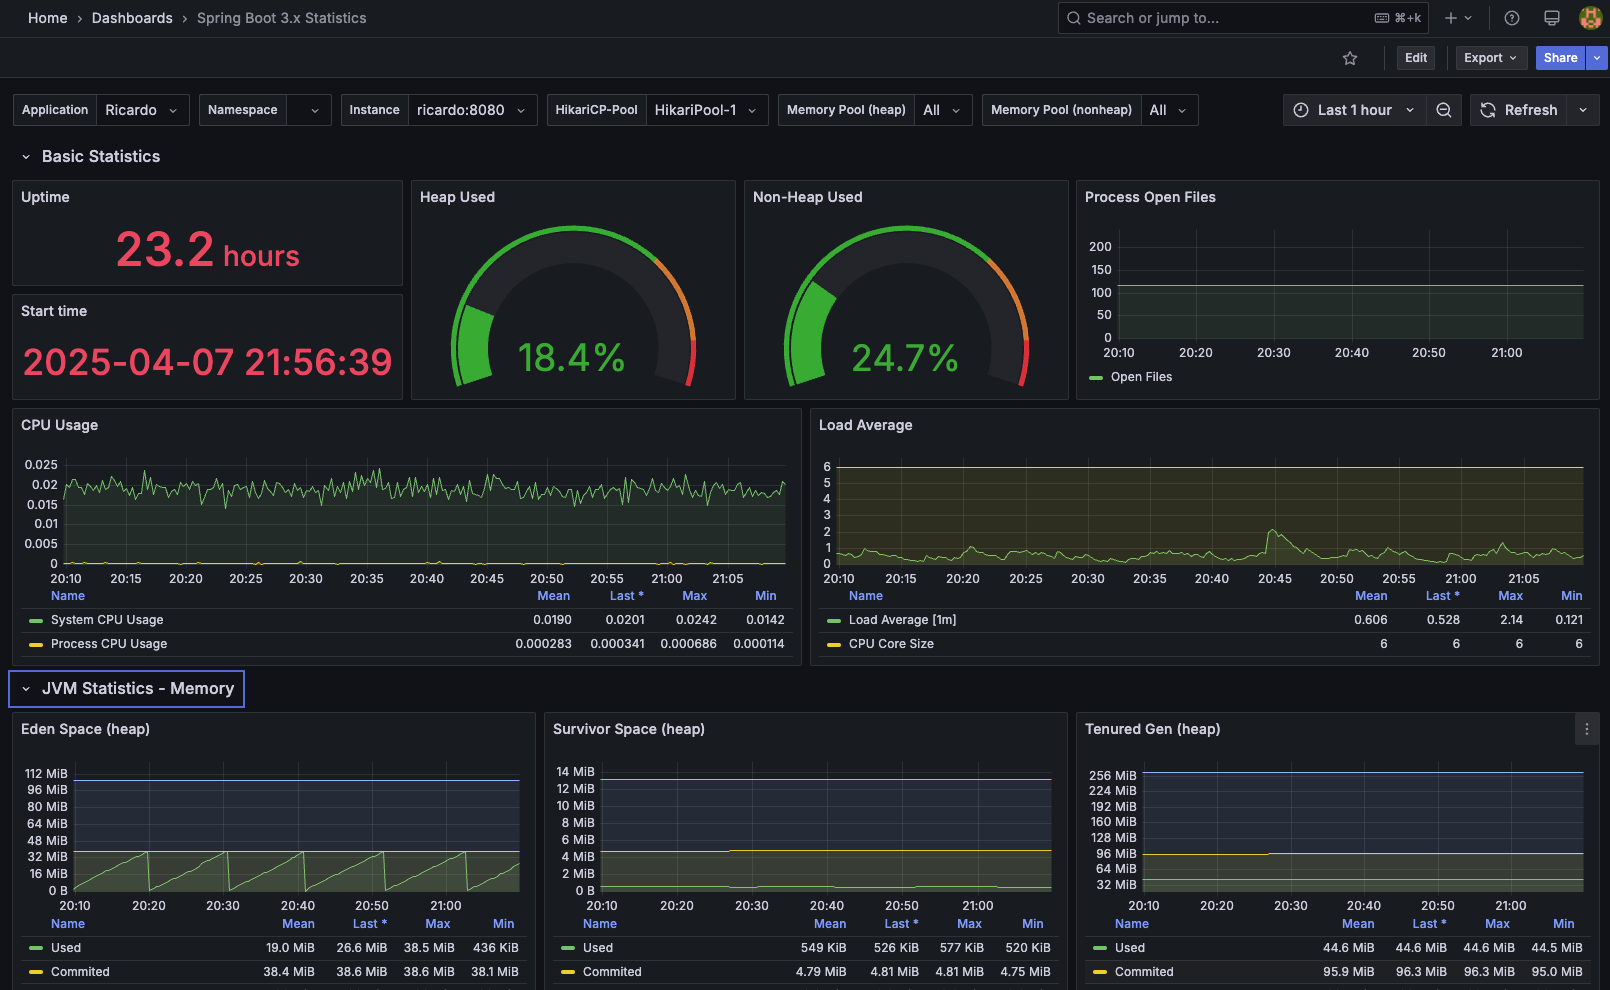 Home › Dashboards › Spring Boot 3.x Statistics
Search or jump to... ⌘+k
Edit Export Share
Application Ricardo Namespace Instance ricardo:8080 HikariCP-Pool HikariPool-1 Memory Pool (heap) All Memory Pool (nonheap) All Last 1 hour Refresh
Basic Statistics
Uptime
23.2 hours
Start time
2025-04-07 21:56:39
Heap Used
18.4%
Non-Heap Used
24.7%
Process Open Files
200
150
100
50
0
20:10 20:20 20:30 20:40 20:50 21:00
Open Files
CPU Usage
0.025
0.02
0.015
0.01
0.005
0
20:10 20:15 20:20 20:25 20:30 20:35 20:40 20:45 20:50 20:55 21:00 21:05
Name Mean Last * Max Min
System CPU Usage 0.0190 0.0201 0.0242 0.0142
Process CPU Usage 0.000283 0.000341 0.000686 0.000114
Load Average
6
5
4
3
2
1
0
20:10 20:15 20:20 20:25 20:30 20:35 20:40 20:45 20:50 20:55 21:00 21:05
Name Mean Last * Max Min
Load Average [1m] 0.606 0.528 2.14 0.121
CPU Core Size 6 6 6 6
JVM Statistics - Memory
Eden Space (heap)
112 MiB
96 MiB
80 MiB
64 MiB
48 MiB
32 MiB
16 MiB
0 B
20:10 20:20 20:30 20:40 20:50 21:00
Name Mean Last * Max Min
Used 19.0 MiB 26.6 MiB 38.5 MiB 436 KiB
Commited 38.4 MiB 38.6 MiB 38.6 MiB 38.1 MiB
Survivor Space (heap)
14 MiB
12 MiB
10 MiB
8 MiB
6 MiB
4 MiB
2 MiB
0 B
20:10 20:20 20:30 20:40 20:50 21:00
Name Mean Last * Max Min
Used 549 KiB 526 KiB 577 KiB 520 KiB
Commited 4.79 MiB 4.81 MiB 4.81 MiB 4.75 MiB
Tenured Gen (heap)
256 MiB
224 MiB
192 MiB
160 MiB
128 MiB
96 MiB
64 MiB
32 MiB
20:10 20:20 20:30 20:40 20:50 21:00
Name Mean Last * Max Min
Used 44.6 MiB 44.6 MiB 44.6 MiB 44.5 MiB
Commited 95.9 MiB 96.3 MiB 96.3 MiB 95.0 MiB